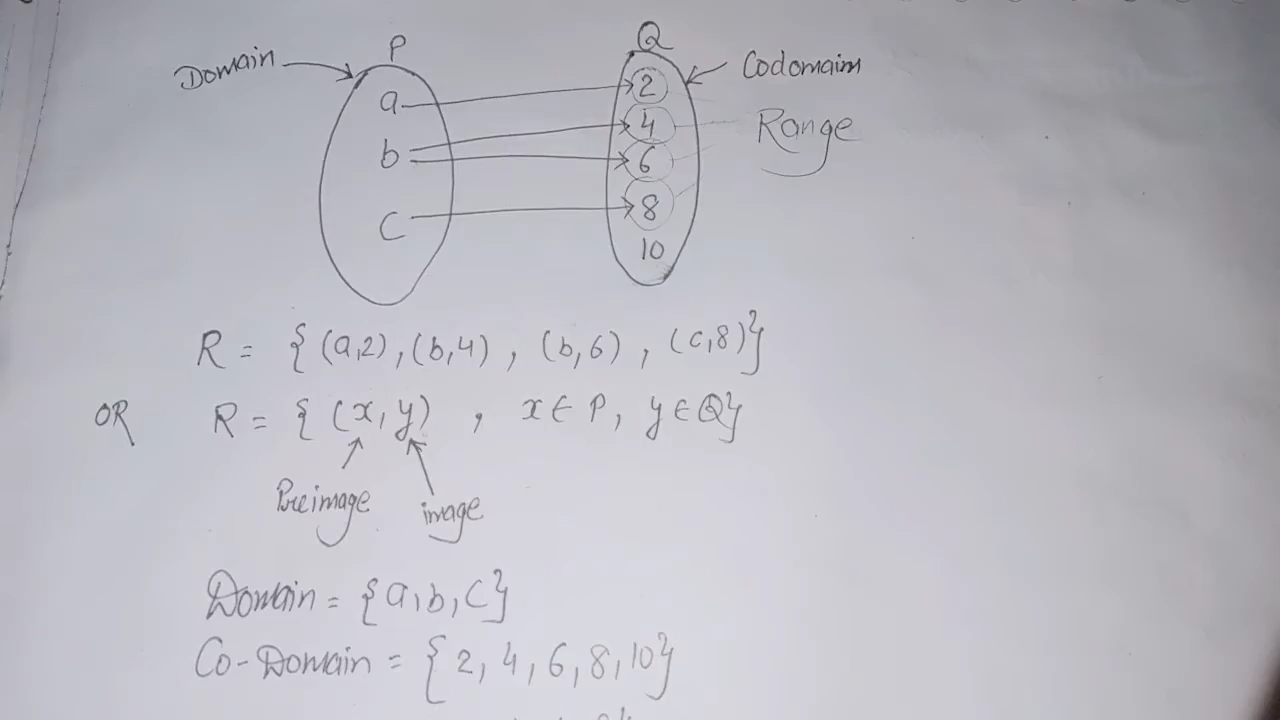 P
Q
Domain
Codomaim
a
2
b
4
Range
6
C
8
10
R = { (a,2), (b,4) , (b,6) , (c,8) }
OR R = { (x, y) , x ∈ P, y ∈ Q}
Preimage image
Domain = {a, b, c}
Co-Domain = { 2, 4, 6, 8, 10}